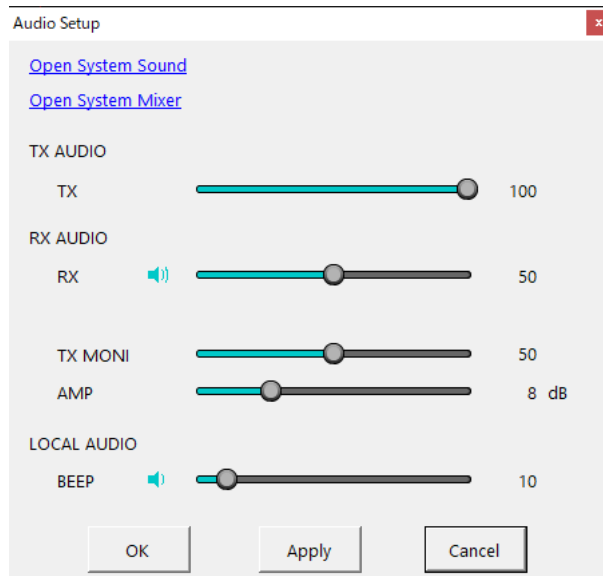 Audio Setup
x
Open System Sound
Open System Mixer
TX AUDIO
TX 100
RX AUDIO
RX 50
TX MONI 50
AMP 8 dB
LOCAL AUDIO
BEEP 10
OK Apply Cancel